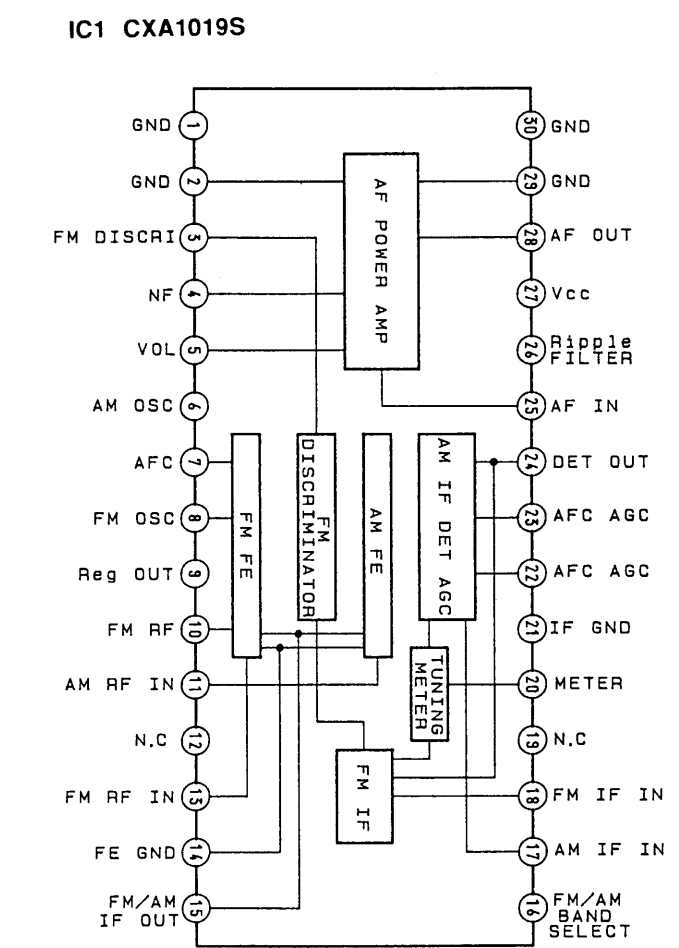 IC1 CXA1019S
GND 1
GND 2
FM DISCRI 3
NF 4
VOL 5
AM OSC 6
AFC 7
FM OSC 8
Reg OUT 9
FM RF 10
AM RF IN 11
N.C 12
FM RF IN 13
FE GND 14
FM/AM
IF OUT 15
30 GND
29 GND
28 AF OUT
27 Vcc
26 Ripple
FILTER
25 AF IN
24 DET OUT
23 AFC AGC
22 AFC AGC
21 IF GND
20 METER
19 N.C
18 FM IF IN
17 AM IF IN
16 FM/AM
BAND
SELECT
AF POWER AMP
FM FE
FM
DISCRIMINATOR
AM FE
AM IF DET AGC
TUNING
METER
FM IF